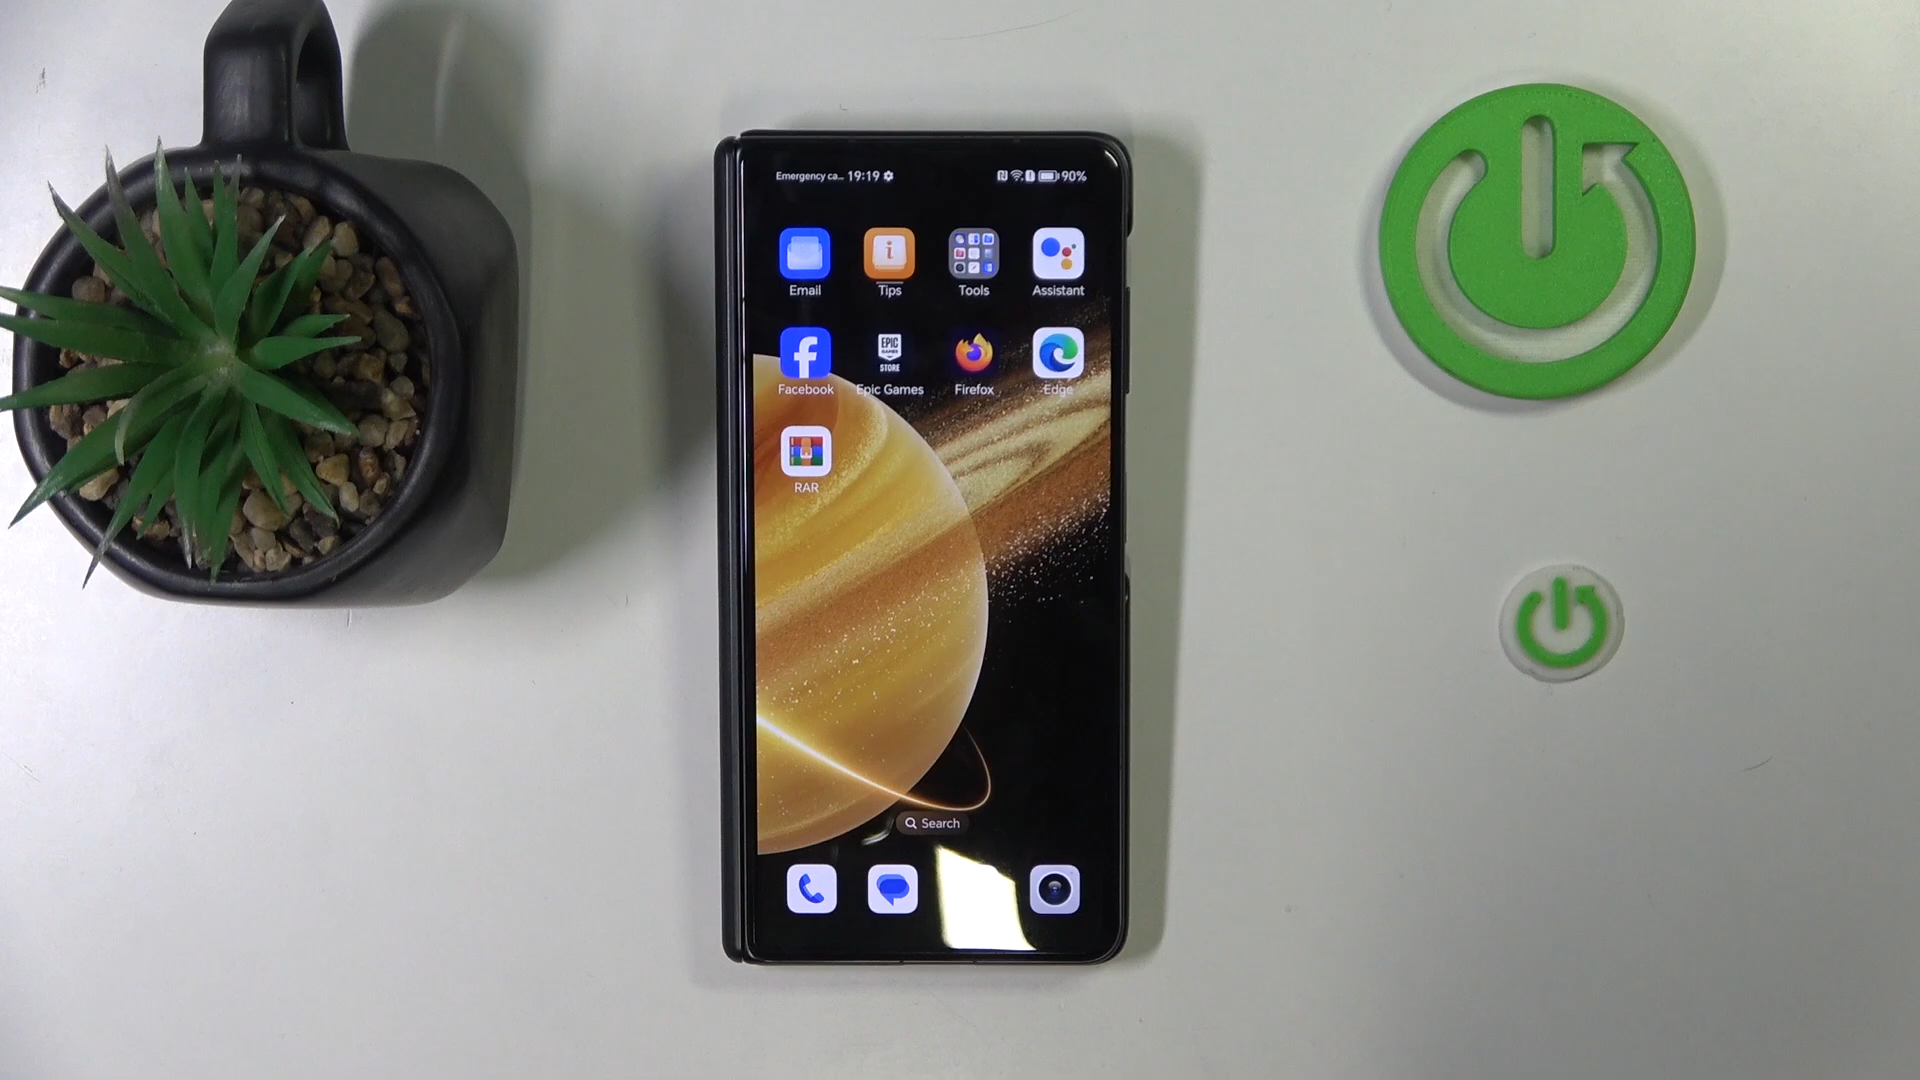 Emergency ca... 19:19 90%
Email Tips Tools Assistant
EPIC
GAMES
STORE
Facebook Epic Games Firefox Edge
RAR
Search